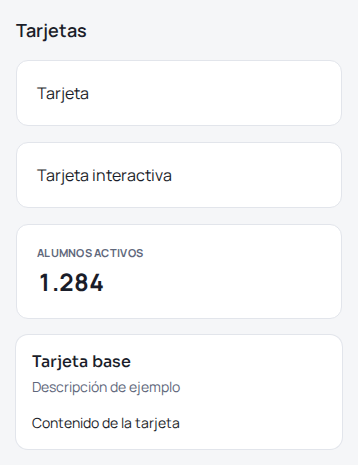 Tarjetas
Tarjeta
Tarjeta interactiva
ALUMNOS ACTIVOS
1.284
Tarjeta base
Descripción de ejemplo
Contenido de la tarjeta